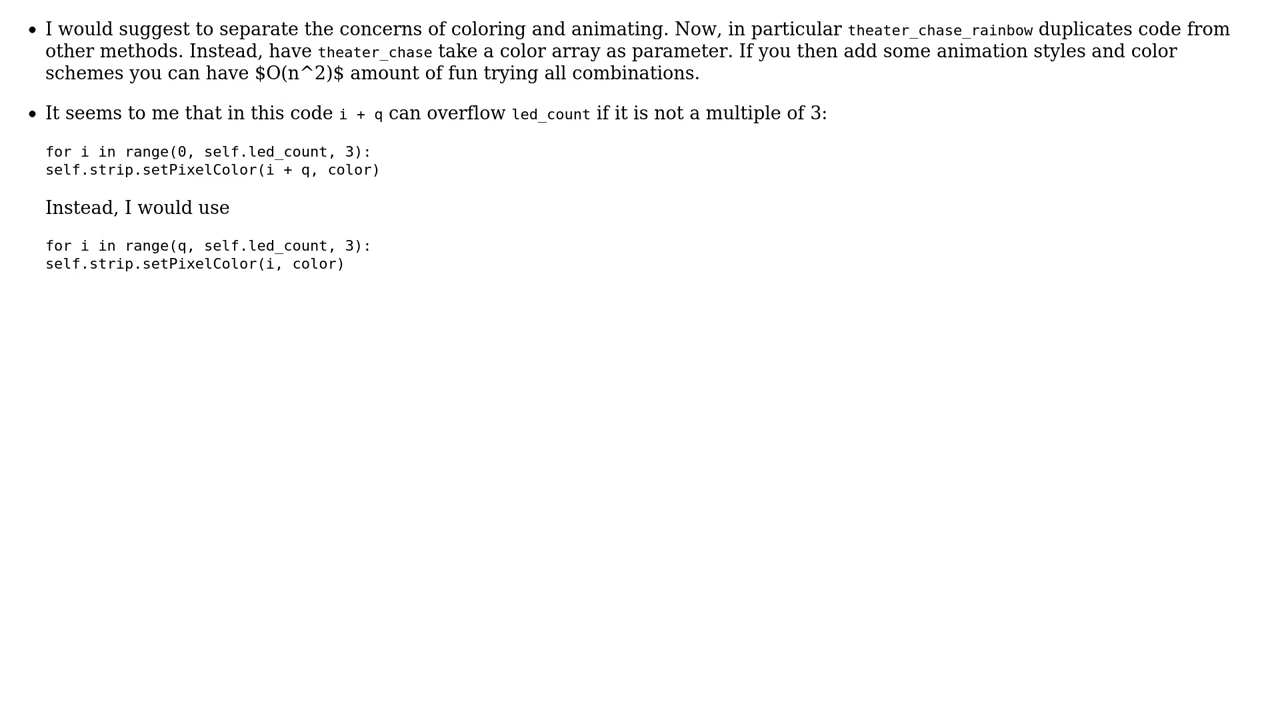 I would suggest to separate the concerns of coloring and animating. Now, in particular theater_chase_rainbow duplicates code from
other methods. Instead, have theater_chase take a color array as parameter. If you then add some animation styles and color
schemes you can have $O(n^2)$ amount of fun trying all combinations.
It seems to me that in this code i + q can overflow led_count if it is not a multiple of 3:
for i in range(0, self.led_count, 3):
self.strip.setPixelColor(i + q, color)
Instead, I would use
for i in range(q, self.led_count, 3):
self.strip.setPixelColor(i, color)